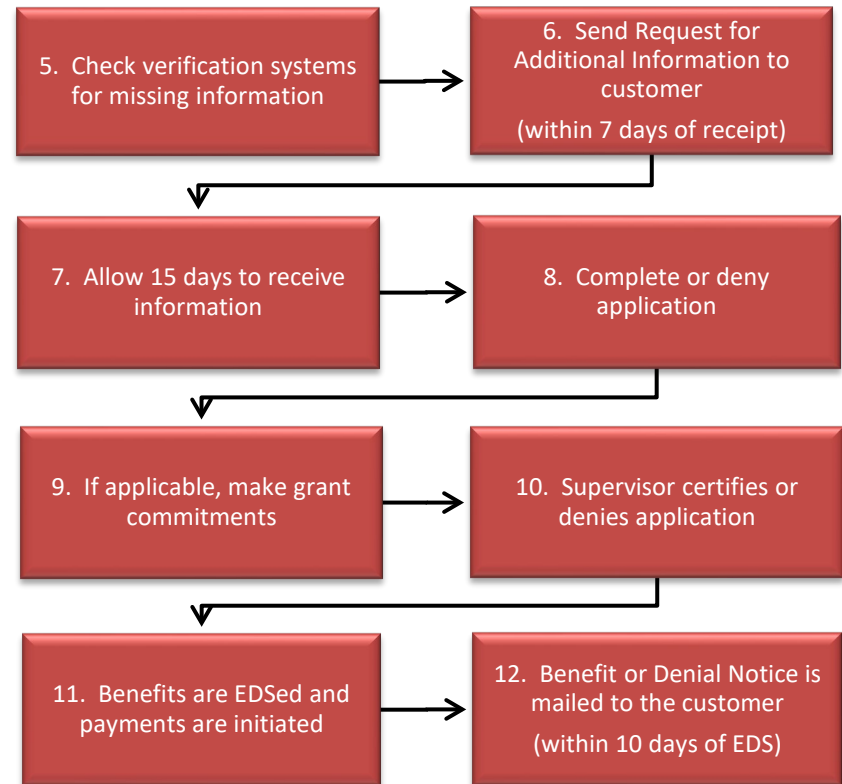 5. Check verification systems
for missing information
6. Send Request for
Additional Information to
customer
(within 7 days of receipt)
7. Allow 15 days to receive
information
8. Complete or deny
application
9. If applicable, make grant
commitments
10. Supervisor certifies or
denies application
11. Benefits are EDSed and
payments are initiated
12. Benefit or Denial Notice is
mailed to the customer
(within 10 days of EDS)